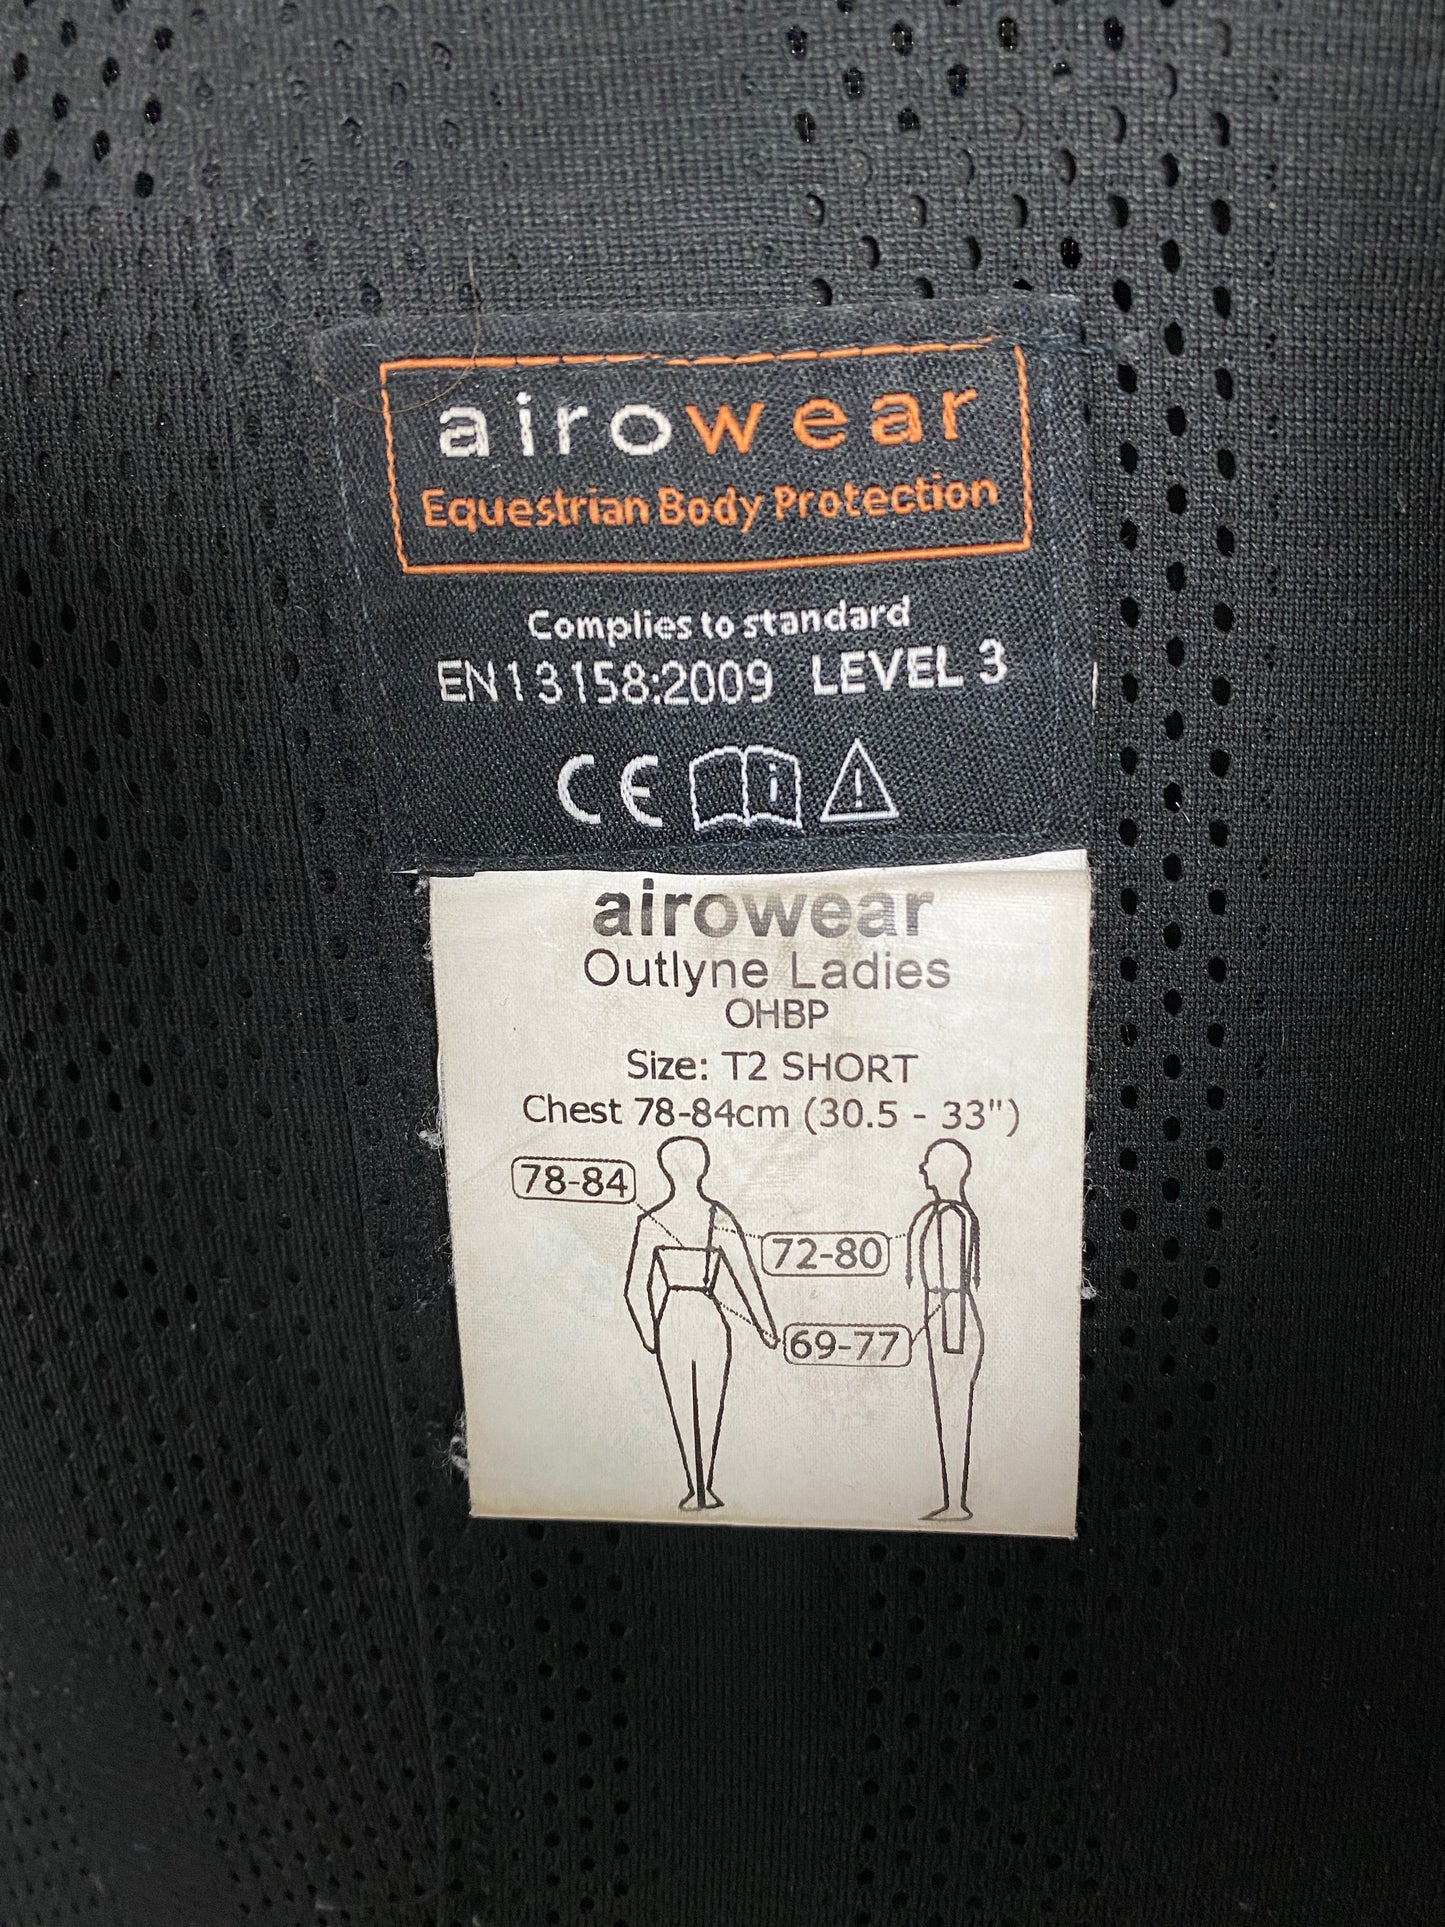 airowear
Equestrian Body Protection
Complies to standard
EN13158:2009 LEVEL 3
CE i !
airowear
Outlyne Ladies
OHBP
Size: T2 SHORT
Chest 78-84cm (30.5 - 33")
78-84
72-80
69-77